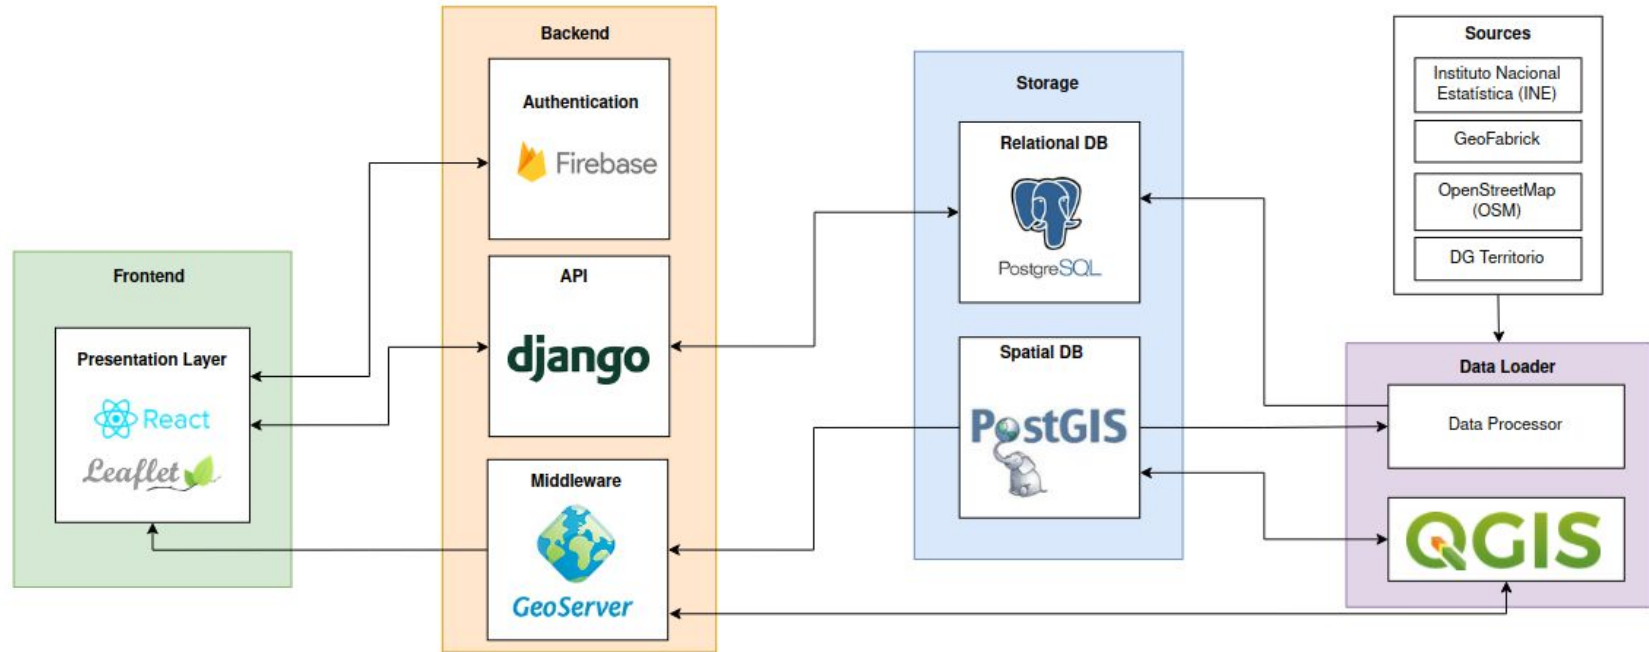 Backend
Authentication
Firebase
API
django
Middleware
GeoServer
Frontend
Presentation Layer
React
Leaflet
Storage
Relational DB
PostgreSQL
Spatial DB
PostGIS
Sources
Instituto Nacional
Estatística (INE)
GeoFabrick
OpenStreetMap
(OSM)
DG Territorio
Data Loader
Data Processor
QGIS